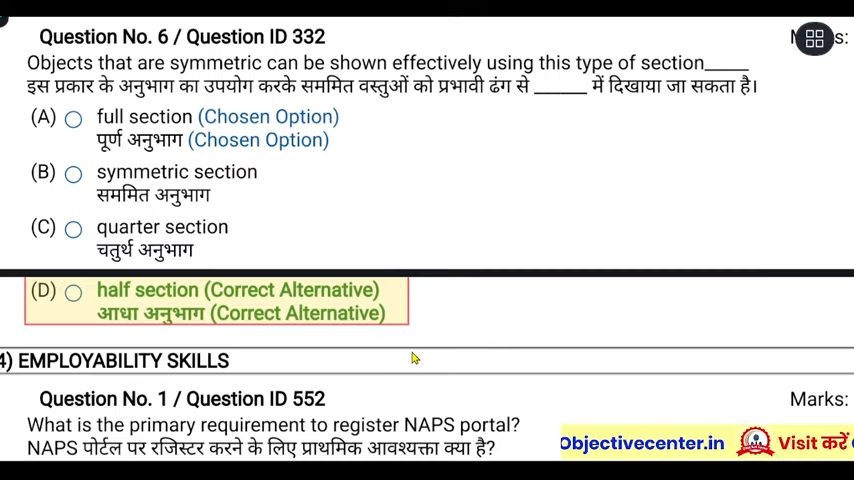 Question No. 6 / Question ID 332
Objects that are symmetric can be shown effectively using this type of section_____
इस प्रकार के अनुभाग का उपयोग करके सममित वस्तुओं को प्रभावी ढंग से ______ में दिखाया जा सकता है।
(A) full section (Chosen Option)
पूर्ण अनुभाग (Chosen Option)
(B) symmetric section
सममित अनुभाग
(C) quarter section
चतुर्थ अनुभाग
(D) half section (Correct Alternative)
आधा अनुभाग (Correct Alternative)
4) EMPLOYABILITY SKILLS
Question No. 1 / Question ID 552
Marks:
What is the primary requirement to register NAPS portal?
NAPS पोर्टल पर रजिस्टर करने के लिए प्राथमिक आवश्यक्ता क्या है?
Objectivecenter.in Visit करें